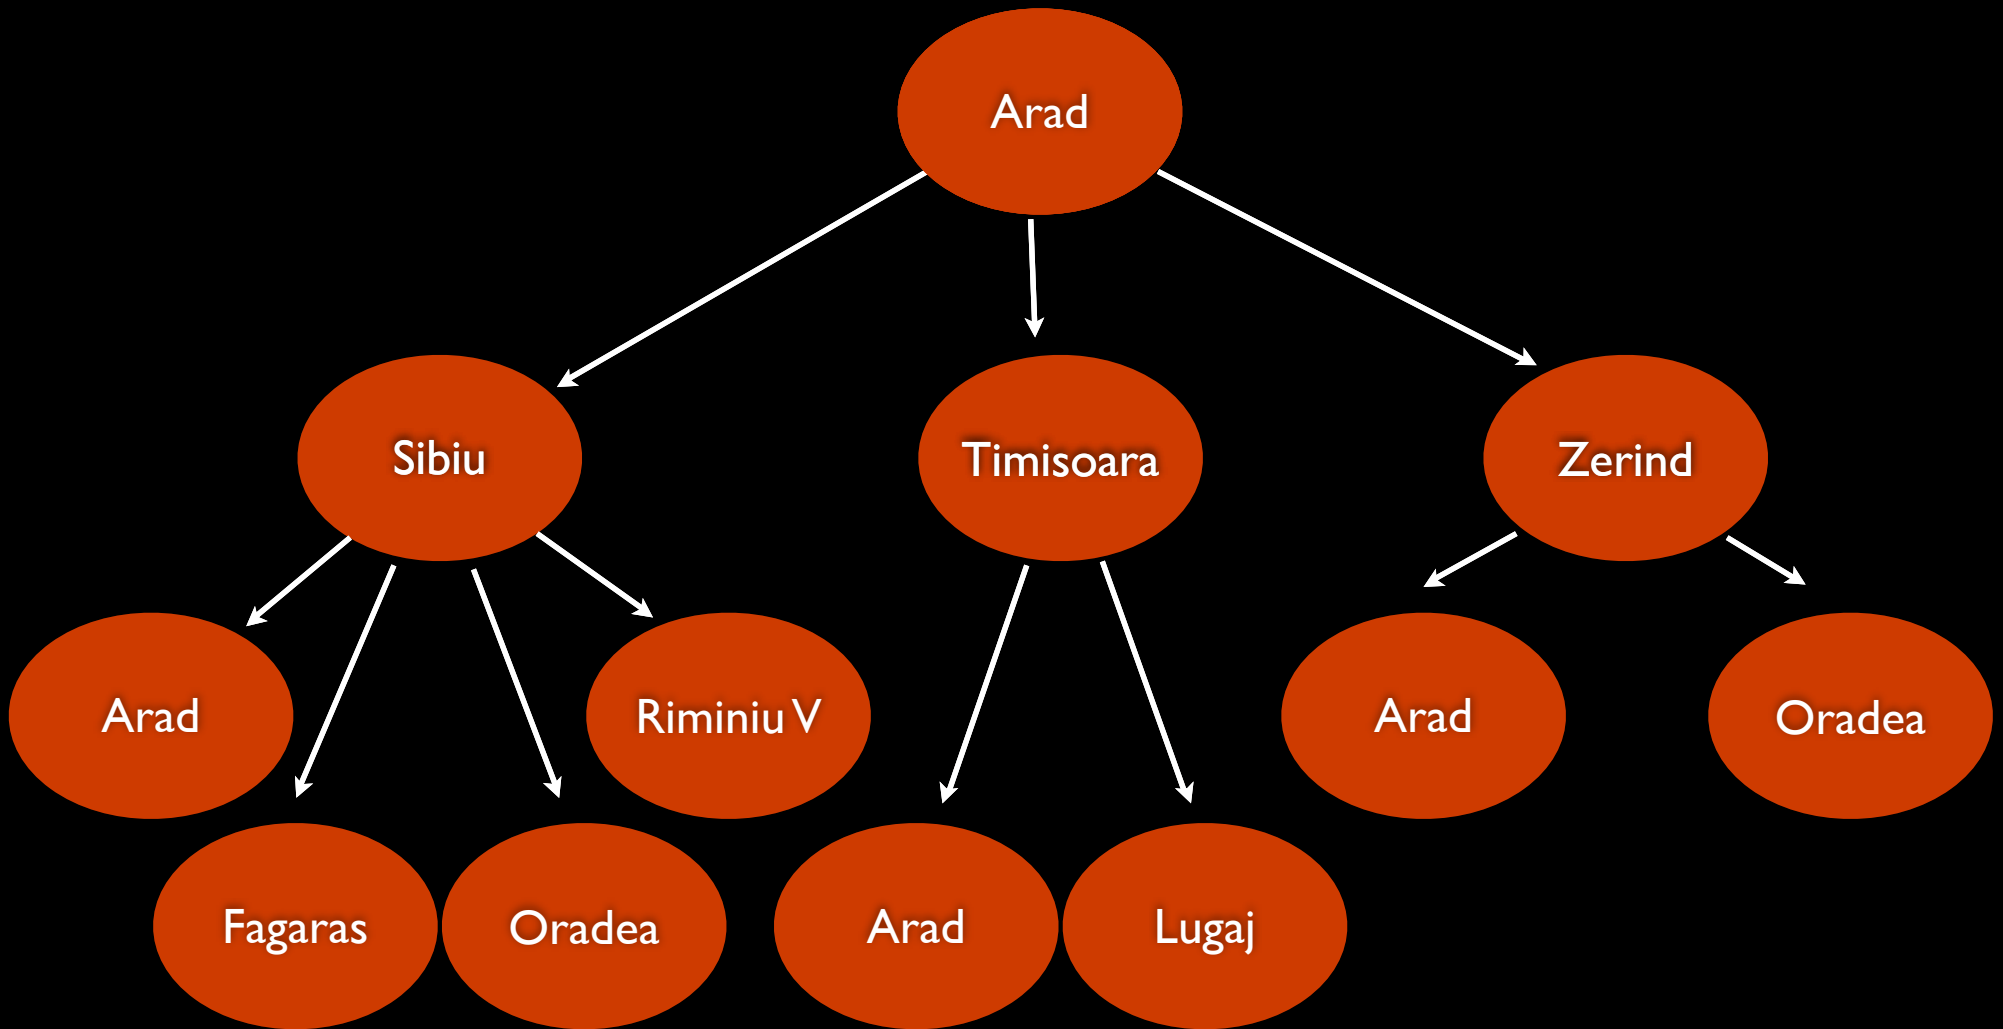 Arad
Sibiu
Timisoara
Zerind
Arad
Riminiu V
Arad
Oradea
Fagaras
Oradea
Arad
Lugaj